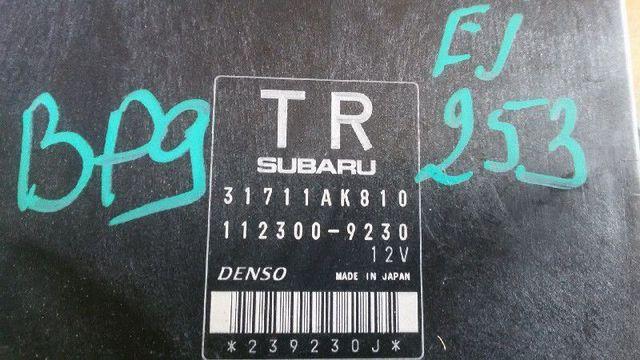 BP9
EJ
253
TR
SUBARU
31711AK810
112300-9230
12V
DENSO MADE IN JAPAN
*239230J*